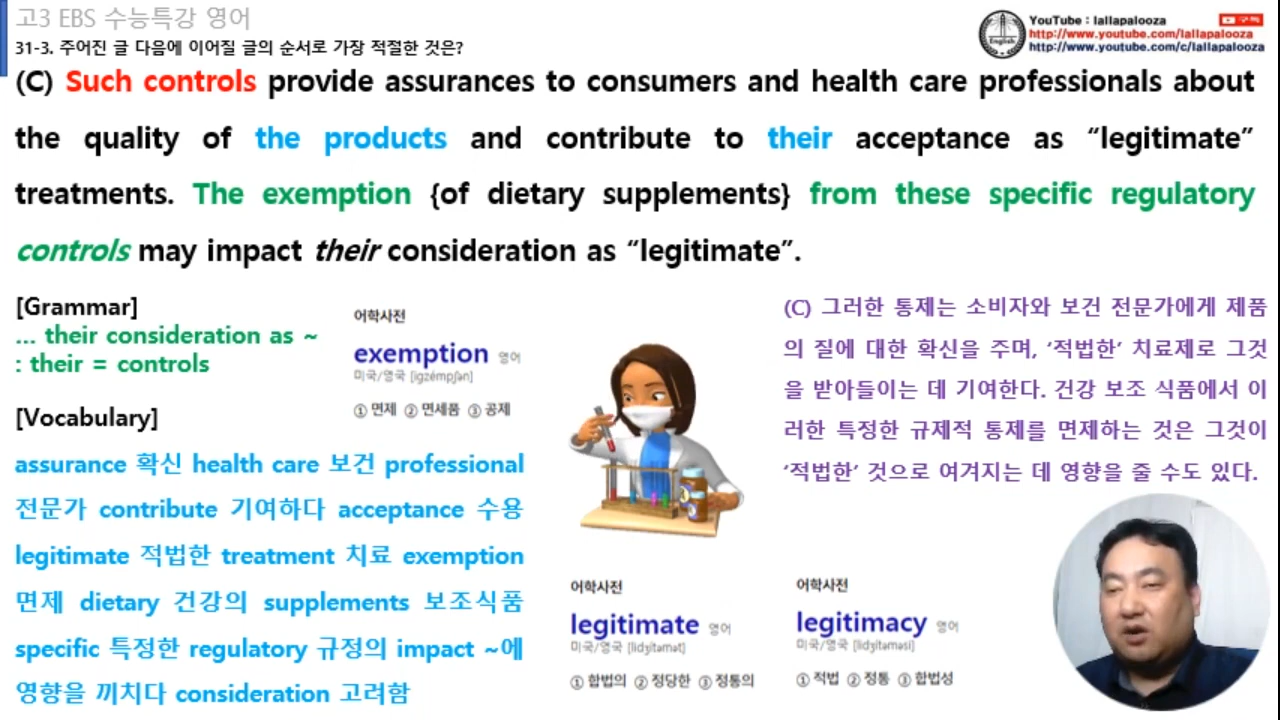 고3 EBS 수능특강 영어
31-3. 주어진 글 다음에 이어질 글의 순서로 가장 적절한 것은?
YouTube : lallapalooza
구독
http://www.youtube.com/lallapalooza
http://www.youtube.com/c/lallapalooza
English
(C) Such controls provide assurances to consumers and health care professionals about
the quality of the products and contribute to their acceptance as “legitimate”
treatments. The exemption {of dietary supplements} from these specific regulatory
controls may impact their consideration as “legitimate”.
[Grammar]
... their consideration as ~
: their = controls
[Vocabulary]
assurance 확신 health care 보건 professional
전문가 contribute 기여하다 acceptance 수용
legitimate 적법한 treatment 치료 exemption
면제 dietary 건강의 supplements 보조식품
specific 특정한 regulatory 규정의 impact ~에
영향을 끼치다 consideration 고려함
어학사전
exemption 영어
미국/영국 [igzémpʃən]
① 면제 ② 면세품 ③ 공제
(C) 그러한 통제는 소비자와 보건 전문가에게 제품
의 질에 대한 확신을 주며, ‘적법한’ 치료제로 그것
을 받아들이는 데 기여한다. 건강 보조 식품에서 이
러한 특정한 규제적 통제를 면제하는 것은 그것이
‘적법한’ 것으로 여겨지는 데 영향을 줄 수도 있다.
어학사전
legitimate 영어
미국/영국 [lidʒítəmət]
① 합법의 ② 정당한 ③ 정통의
어학사전
legitimacy 영어
미국/영국 [lidʒítəməsi]
① 적법 ② 정통 ③ 합법성